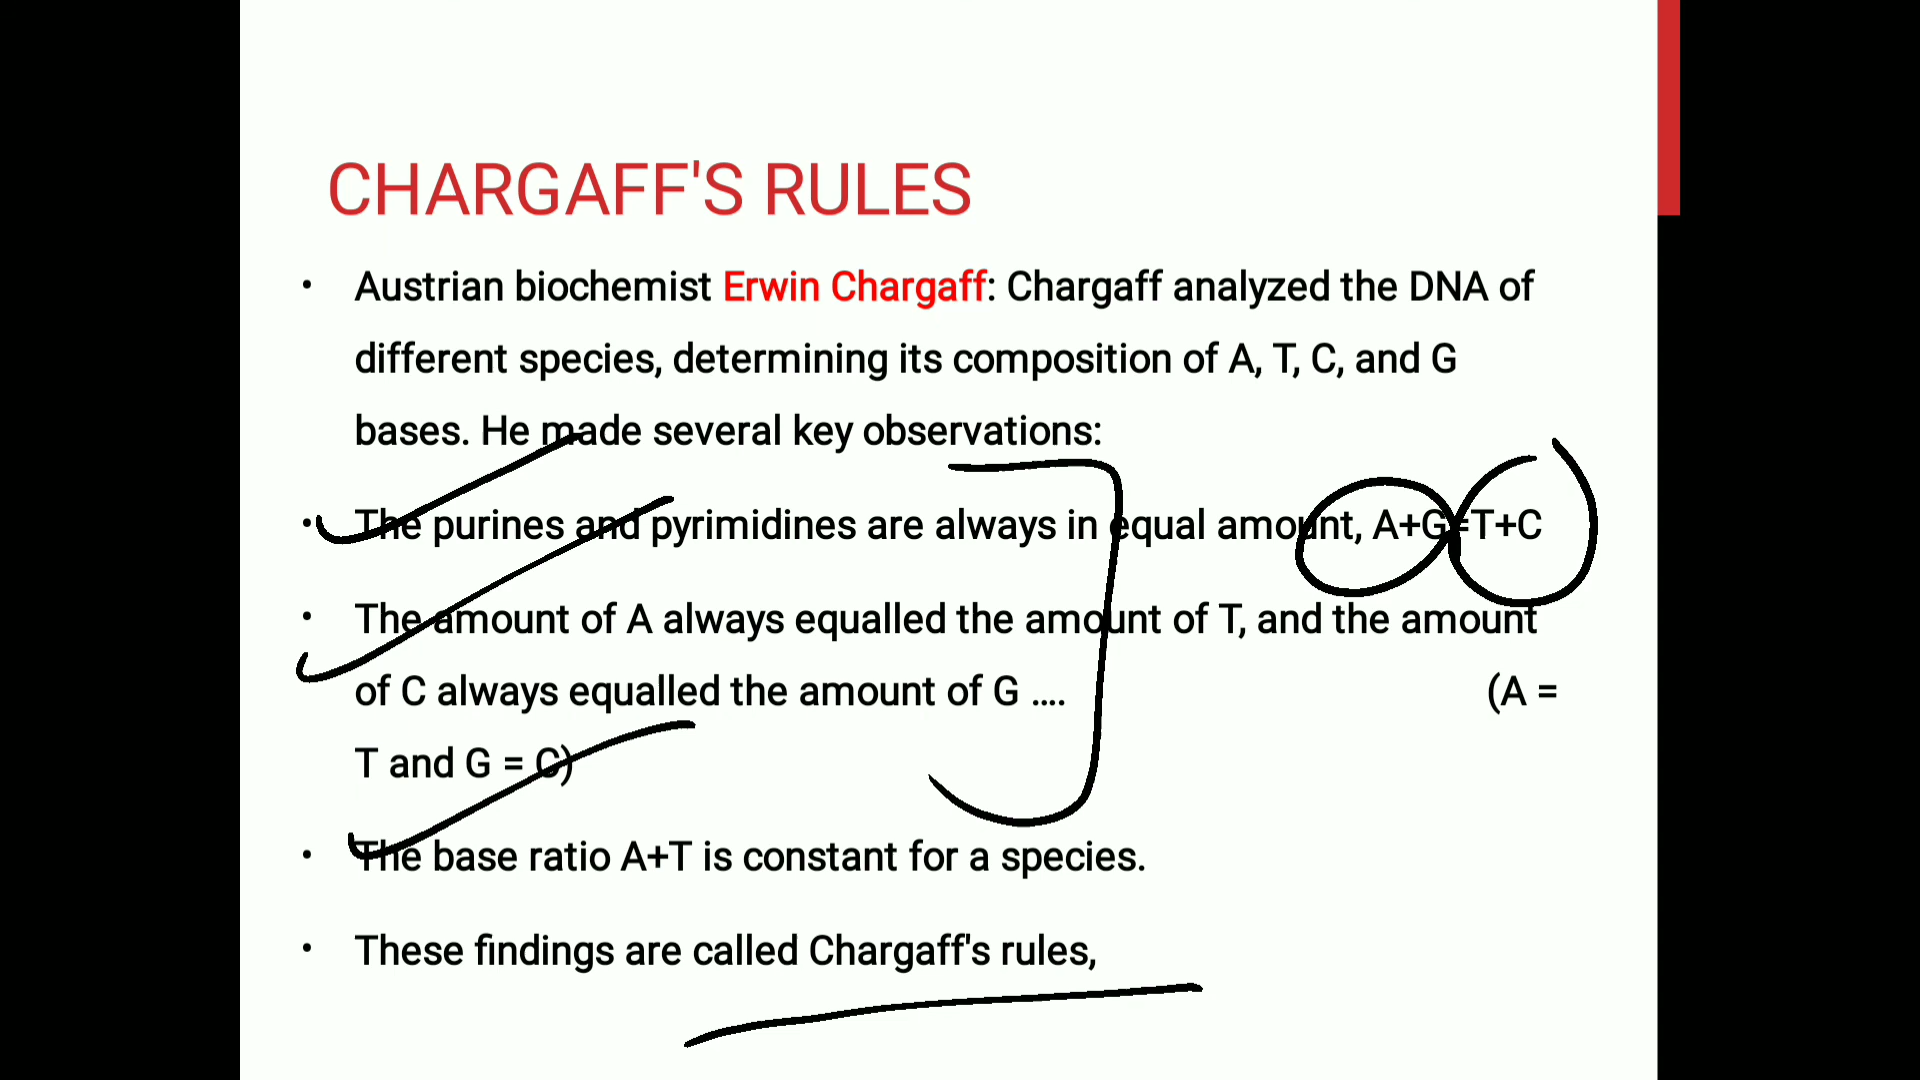 CHARGAFF'S RULES
• Austrian biochemist Erwin Chargaff: Chargaff analyzed the DNA of
different species, determining its composition of A, T, C, and G
bases. He made several key observations:
• The purines and pyrimidines are always in equal amount, A+G=T+C
• The amount of A always equalled the amount of T, and the amount
of C always equalled the amount of G .... (A =
T and G = C)
• The base ratio A+T is constant for a species.
• These findings are called Chargaff's rules,